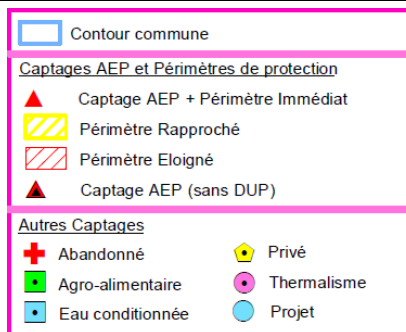 Contour commune
Captages AEP et Périmètres de protection
Captage AEP + Périmètre Immédiat
Périmètre Rapproché
Périmètre Eloigné
Captage AEP (sans DUP)
Autres Captages
Abandonné
Privé
Agro-alimentaire
Thermalisme
Eau conditionnée
Projet